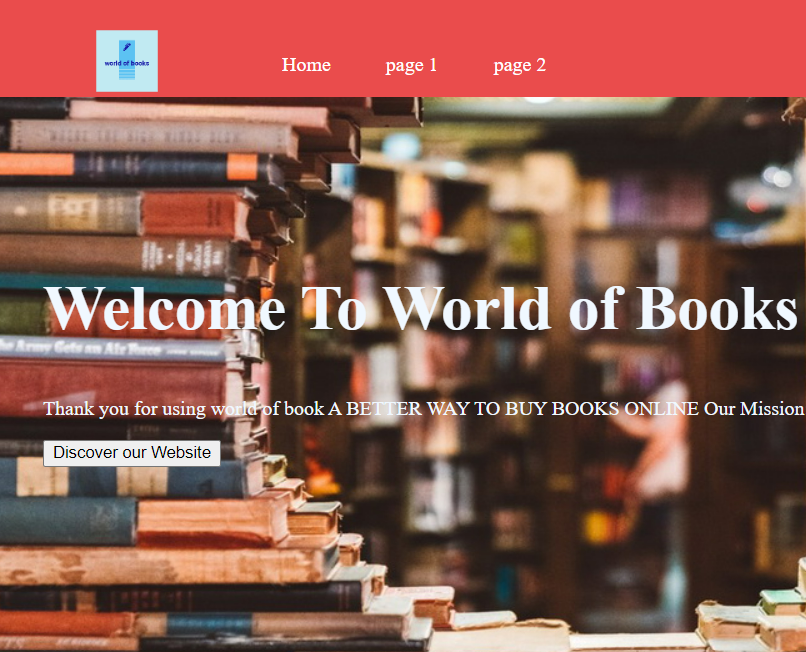 world of books
Home page 1 page 2
Welcome To World of Books
The Army Gets an Air Force
Thank you for using world of book A BETTER WAY TO BUY BOOKS ONLINE Our Mission
Discover our Website